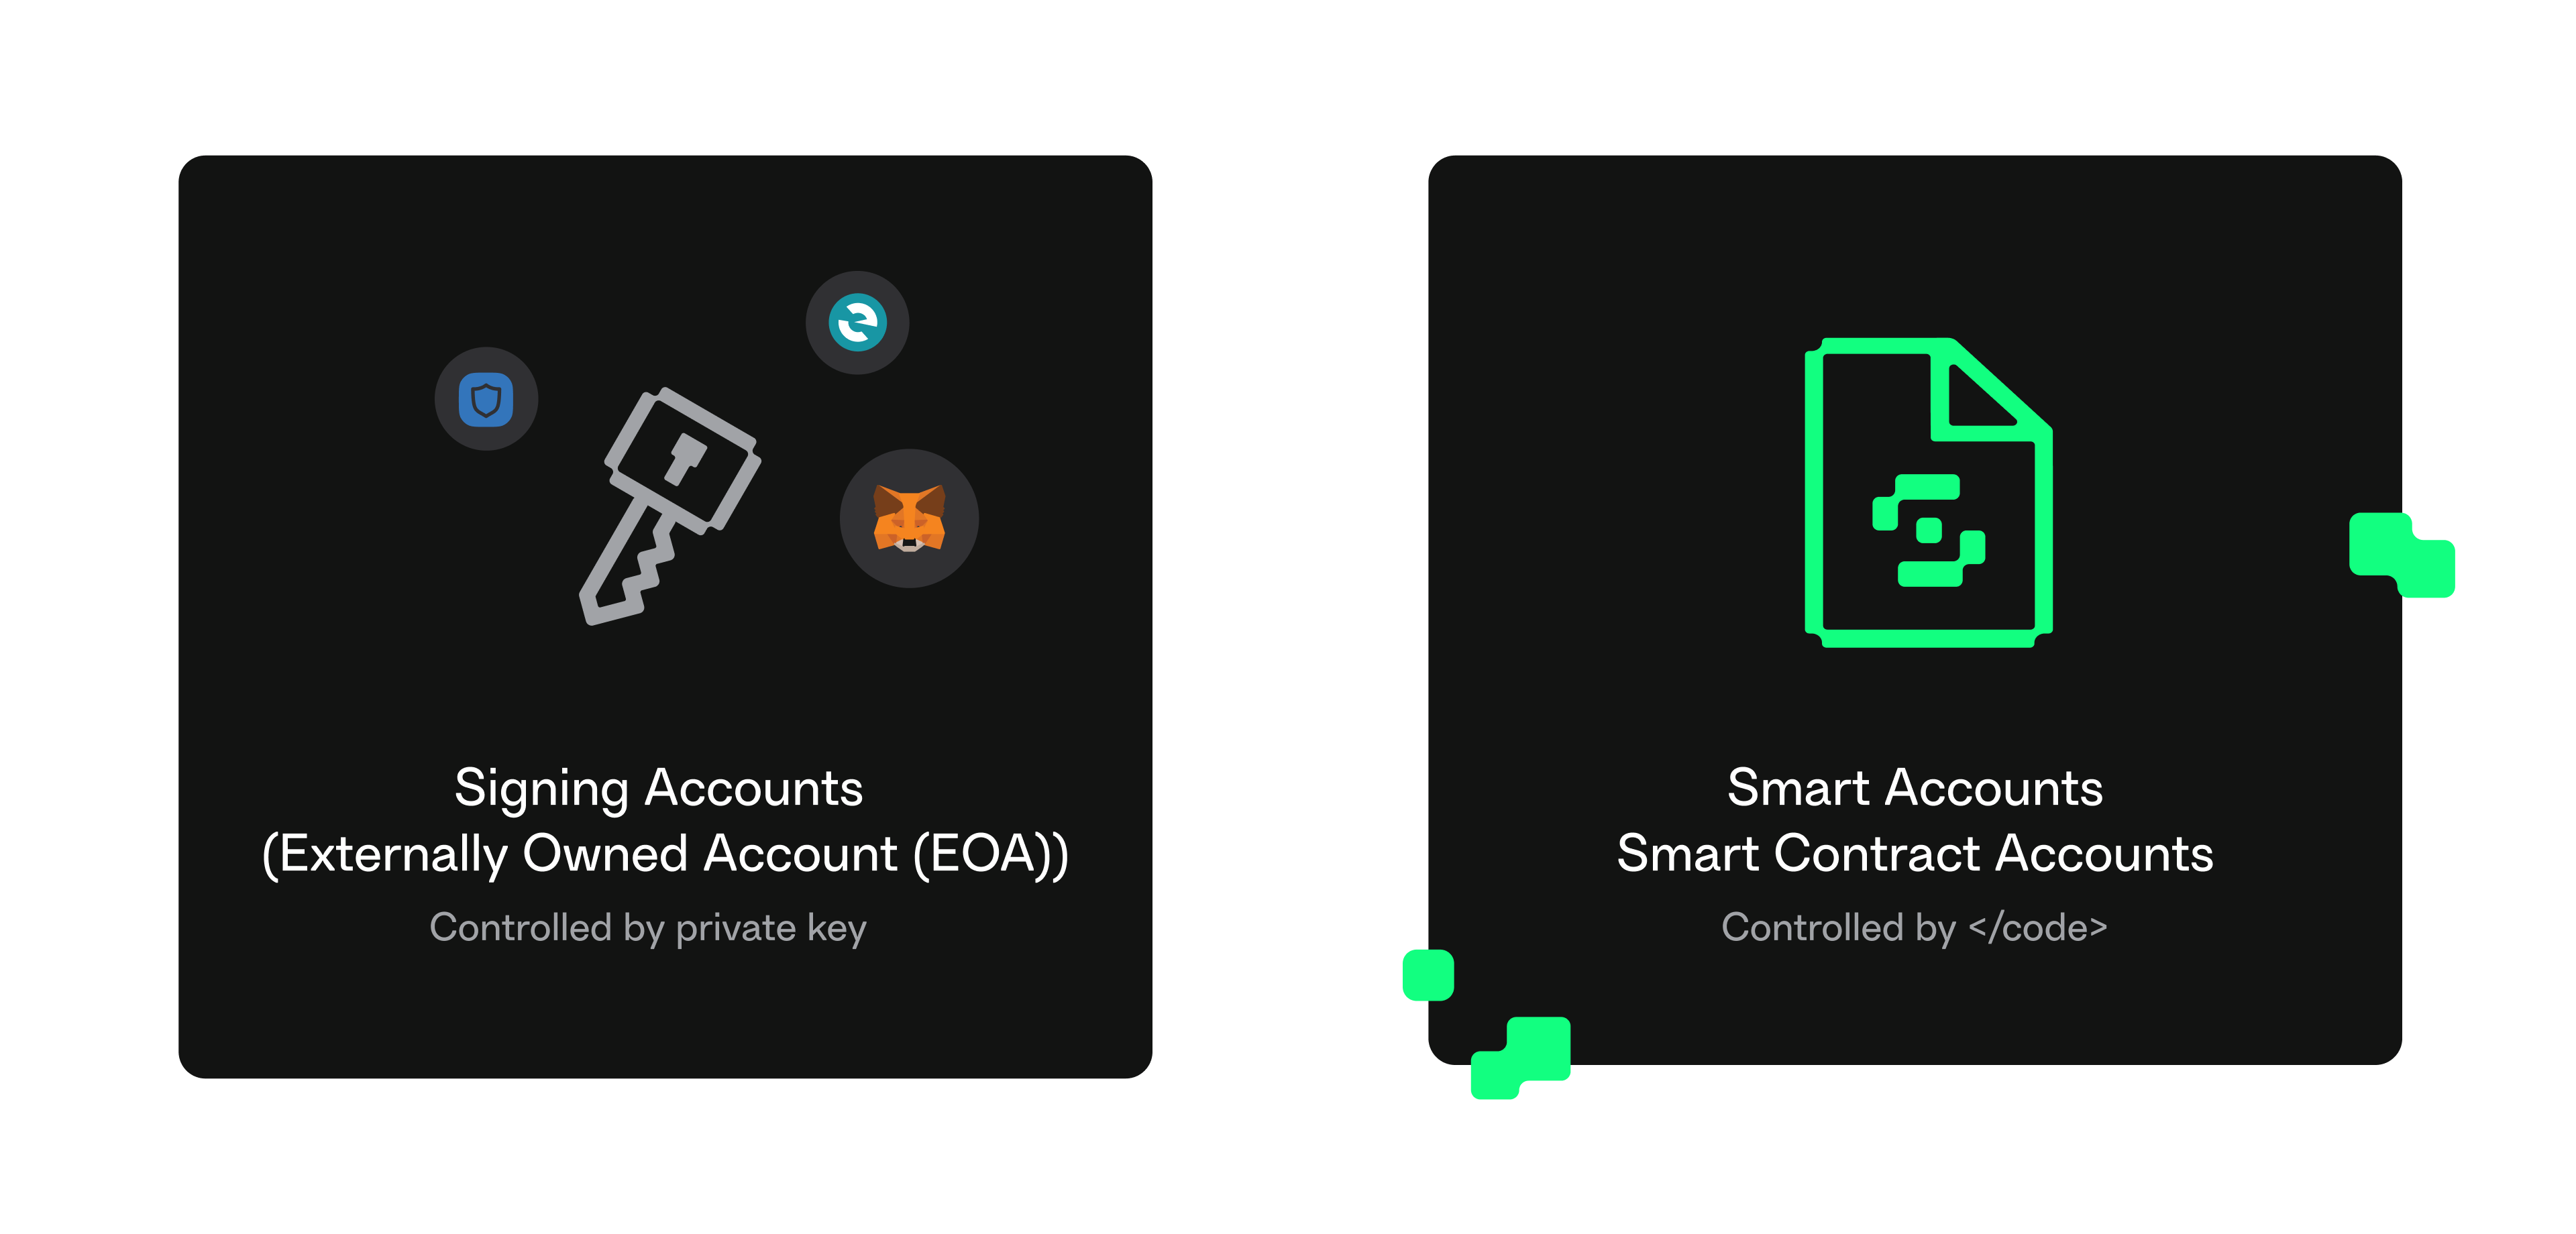 Signing Accounts
(Externally Owned Account (EOA))
Controlled by private key
Smart Accounts
Smart Contract Accounts
Controlled by </code>